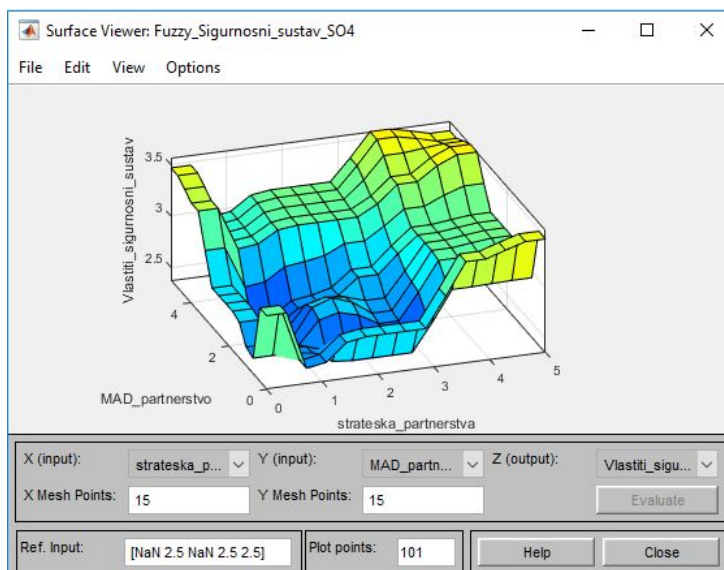 Surface Viewer: Fuzzy_Sigurnosni_sustav_SO4
File Edit View Options
Vlastiti_sigurnosni_sustav
3.5
3
2.5
4
2
0
MAD_partnerstvo
0
1
2
3
4
5
strateska_partnerstva
X (input): strateska_p... Y (input): MAD_partn... Z (output): Vlastiti_sigu...
X Mesh Points: 15 Y Mesh Points: 15 Evaluate
Ref. Input: [NaN 2.5 NaN 2.5 2.5] Plot points: 101 Help Close